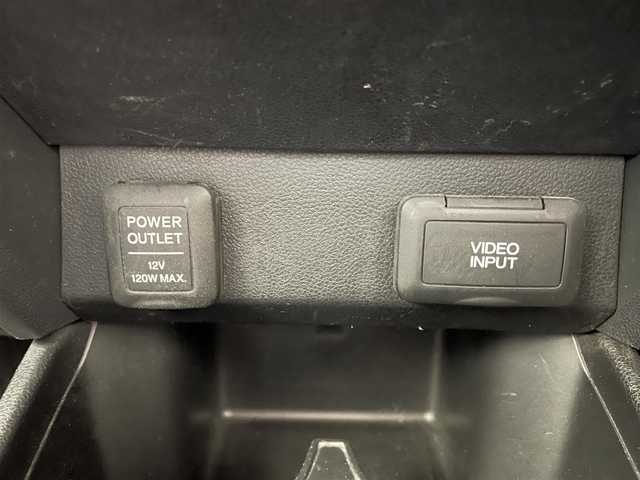 POWER
OUTLET
12V
120W MAX.
VIDEO
INPUT